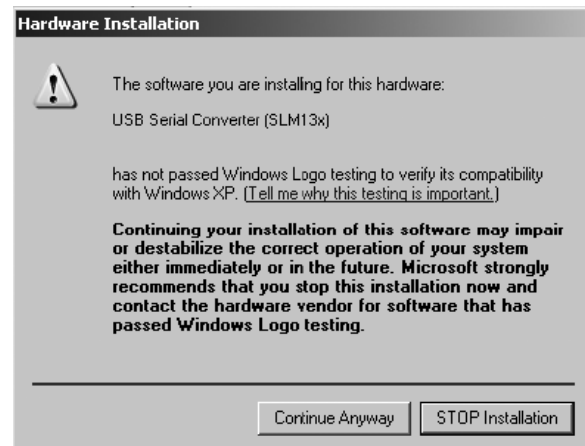 Hardware Installation
The software you are installing for this hardware:
USB Serial Converter (SLM13x)
has not passed Windows Logo testing to verify its compatibility
with Windows XP. (Tell me why this testing is important.)
Continuing your installation of this software may impair
or destabilize the correct operation of your system
either immediately or in the future. Microsoft strongly
recommends that you stop this installation now and
contact the hardware vendor for software that has
passed Windows Logo testing.
Continue Anyway
STOP Installation